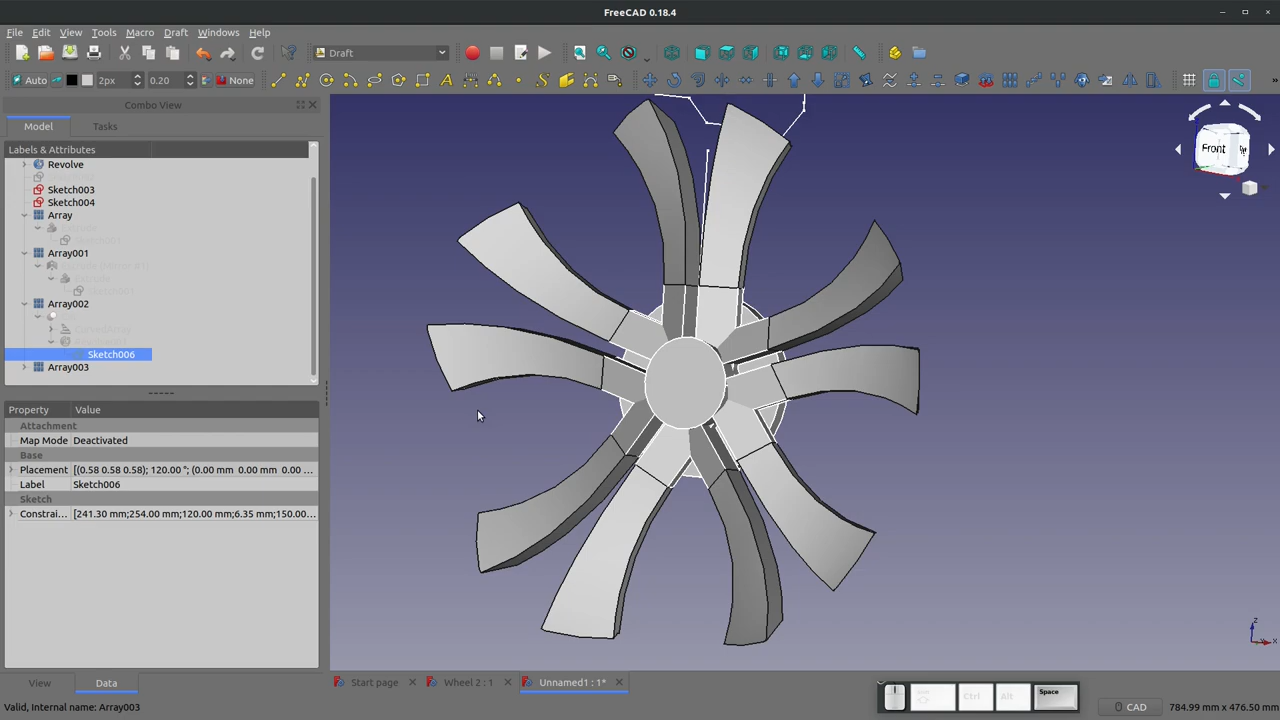 FreeCAD 0.18.4
File Edit View Tools Macro Draft Windows Help
Draft
Auto 2px 0.20 None
Combo View
Model Tasks
Labels & Attributes
Revolve
Sketch003
Sketch004
Array
Array001
Array002
Sketch006
Array003
Property Value
Attachment
Map Mode Deactivated
Base
Placement [(0.58 0.58 0.58); 120.00 °; (0.00 mm 0.00 mm 0.00 ...
Label Sketch006
Sketch
Constrai... [241.30 mm;254.00 mm;120.00 mm;6.35 mm;150.00...
View Data
Front
Start page Wheel 2 : 1 Unnamed1 : 1*
Ctrl Alt Space
Valid, Internal name: Array003
CAD 784.99 mm x 476.50 mm